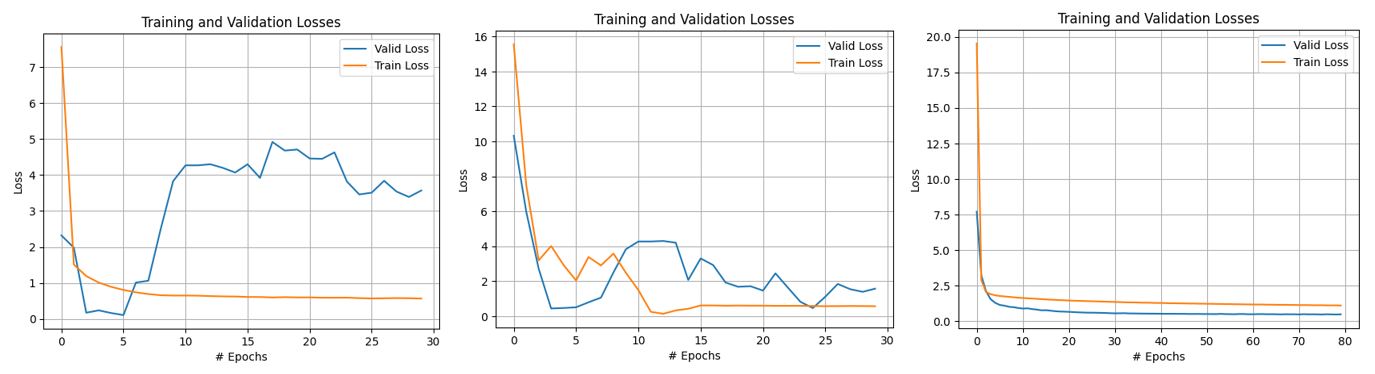 Training and Validation Losses
Valid Loss
Train Loss
Loss
7
6
5
4
3
2
1
0
0 5 10 15 20 25 30
# Epochs
Training and Validation Losses
Valid Loss
Train Loss
Loss
16
14
12
10
8
6
4
2
0
0 5 10 15 20 25 30
# Epochs
Training and Validation Losses
Valid Loss
Train Loss
Loss
20.0
17.5
15.0
12.5
10.0
7.5
5.0
2.5
0.0
0 10 20 30 40 50 60 70 80
# Epochs